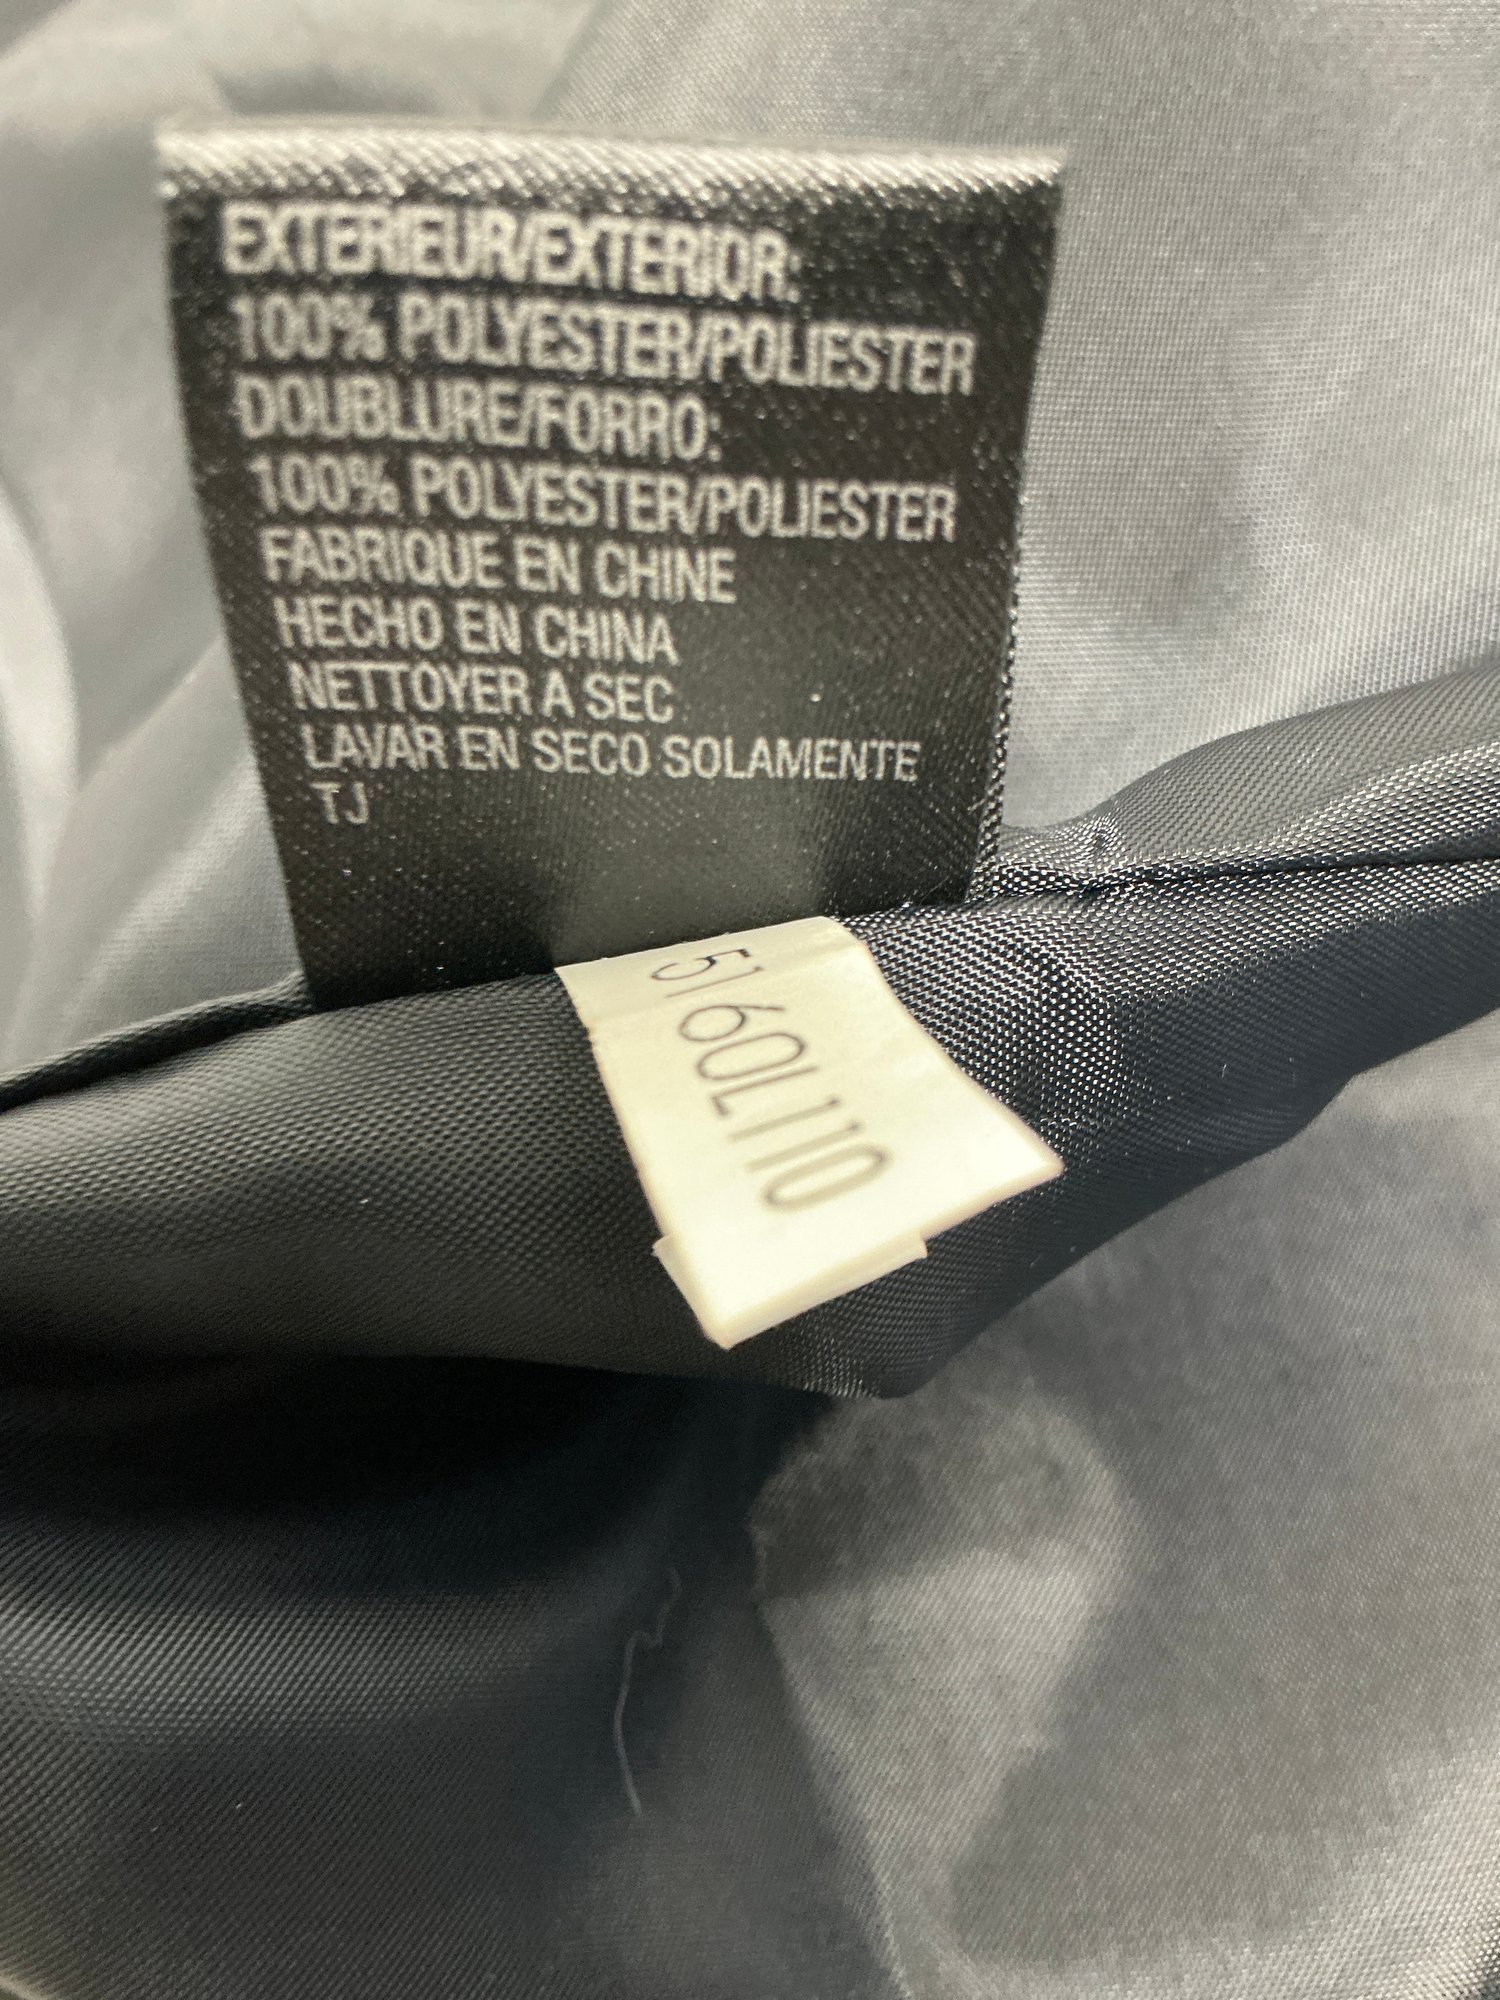 EXTERIEUR/EXTERIOR:
100% POLYESTER/POLIESTER
DOUBLURE/FORRO:
100% POLYESTER/POLIESTER
FABRIQUE EN CHINE
HECHO EN CHINA
NETTOYER A SEC
LAVAR EN SECO SOLAMENTE
TJ
5160L110